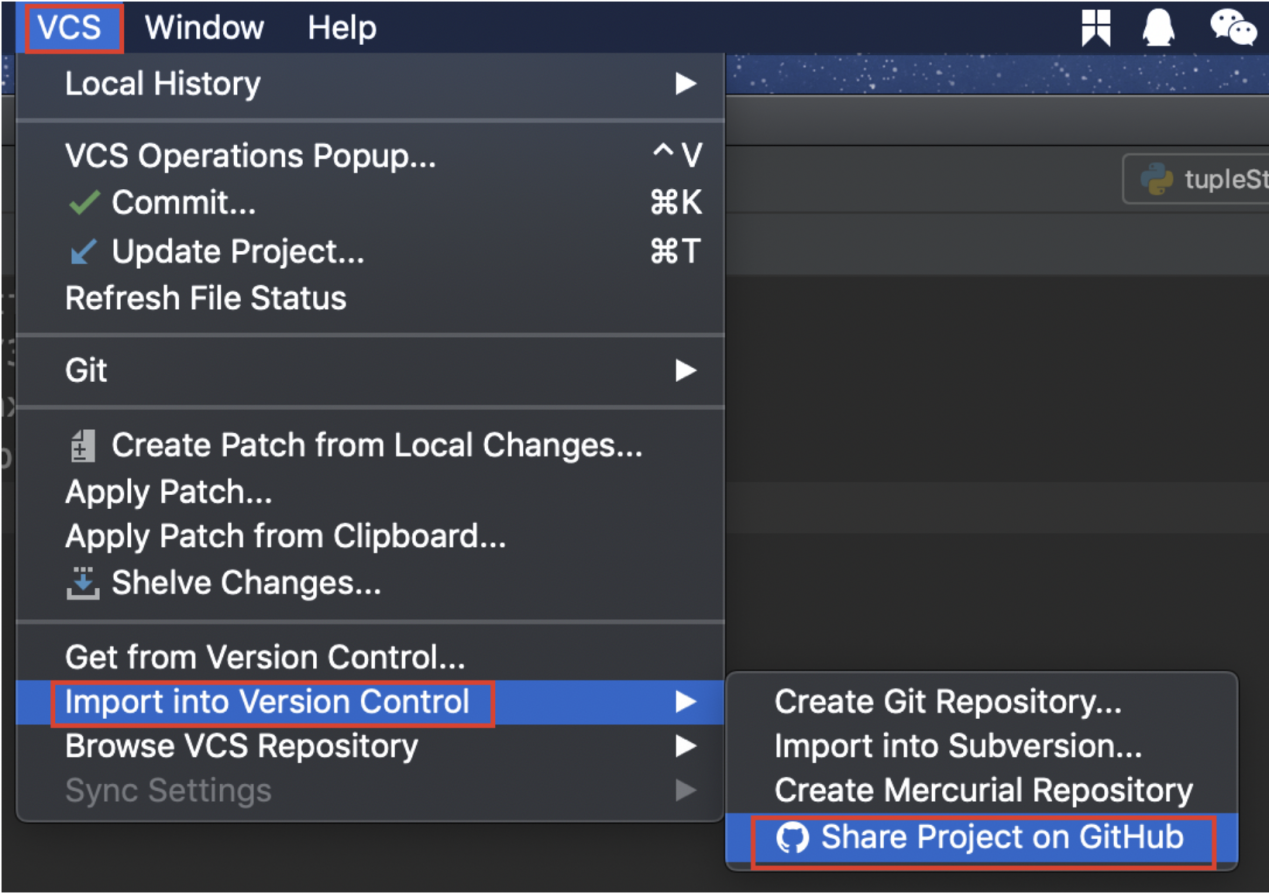 VCS Window Help
Local History
VCS Operations Popup... ^V
Commit... ⌘K
tupleSt
Update Project... ⌘T
Refresh File Status
Git
Create Patch from Local Changes...
Apply Patch...
Apply Patch from Clipboard...
Shelve Changes...
Get from Version Control...
Import into Version Control
Browse VCS Repository
Sync Settings
Create Git Repository...
Import into Subversion...
Create Mercurial Repository
Share Project on GitHub